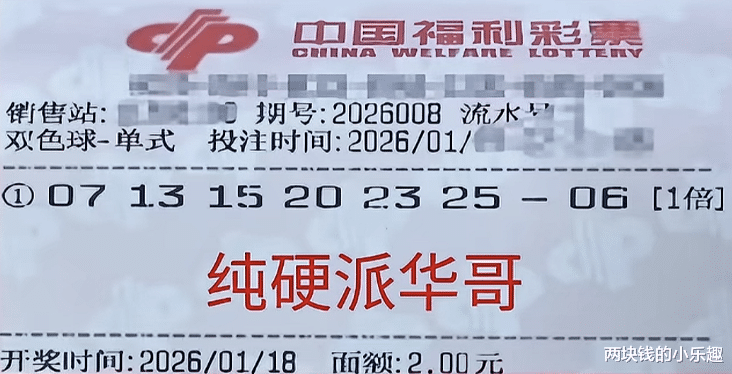 中国福利彩票
CHINA WELFARE LOTTERY
销售站: 期号:2026008 流水号
双色球-单式 投注时间:2026/01/
① 07 13 15 20 23 25 - 06 [1倍]
纯硬派华哥
开奖时间:2026/01/18 面额:2.00元
两块钱的小乐趣